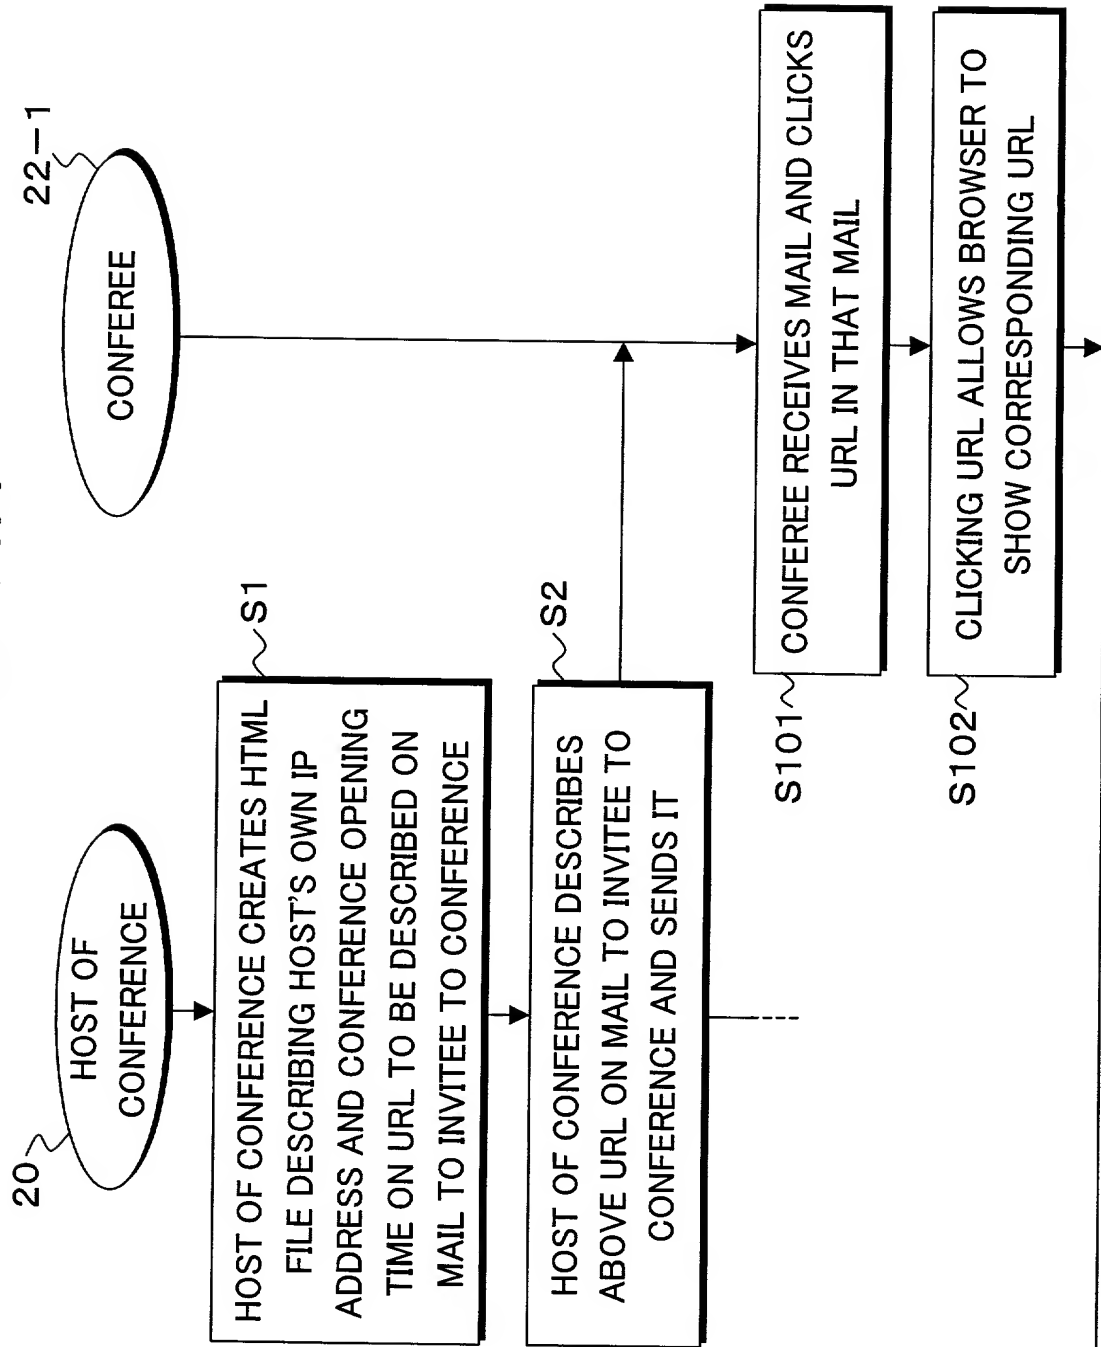 20
HOST OF
CONFERENCE
HOST OF CONFERENCE CREATES HTML
FILE DESCRIBING HOST'S OWN IP
ADDRESS AND CONFERENCE OPENING
TIME ON URL TO BE DESCRIBED ON
MAIL TO INVITEE TO CONFERENCE
S1
HOST OF CONFERENCE DESCRIBES
ABOVE URL ON MAIL TO INVITEE TO
CONFERENCE AND SENDS IT
S2
22-1
CONFEREE
S101
CONFEREE RECEIVES MAIL AND CLICKS
URL IN THAT MAIL
S102
CLICKING URL ALLOWS BROWSER TO
SHOW CORRESPONDING URL